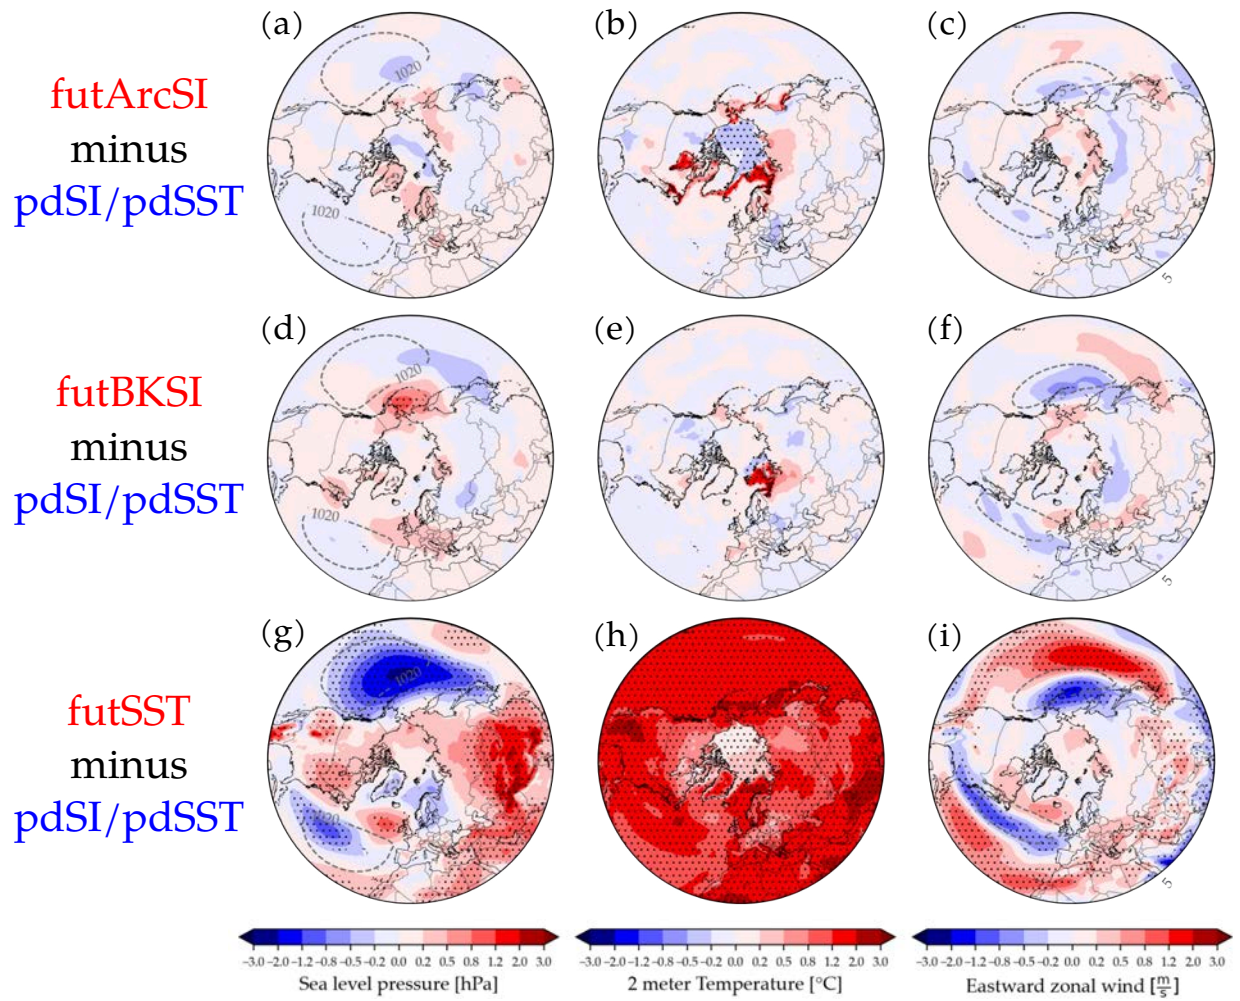 (a) (b) (c)
futArcSI
minus
pdSI/pdSST
1020
1020
5
(d) (e) (f)
futBKSI
minus
pdSI/pdSST
1020
1020
5
(g) (h) (i)
futSST
minus
pdSI/pdSST
1020
1020
5
−3.0 −2.0 −1.2 −0.8 −0.5 −0.2 0.0 0.2 0.5 0.8 1.2 2.0 3.0
Sea level pressure [hPa]
−3.0 −2.0 −1.2 −0.8 −0.5 −0.2 0.0 0.2 0.5 0.8 1.2 2.0 3.0
2 meter Temperature [°C]
−3.0 −2.0 −1.2 −0.8 −0.5 −0.2 0.0 0.2 0.5 0.8 1.2 2.0 3.0
Eastward zonal wind [m/s]